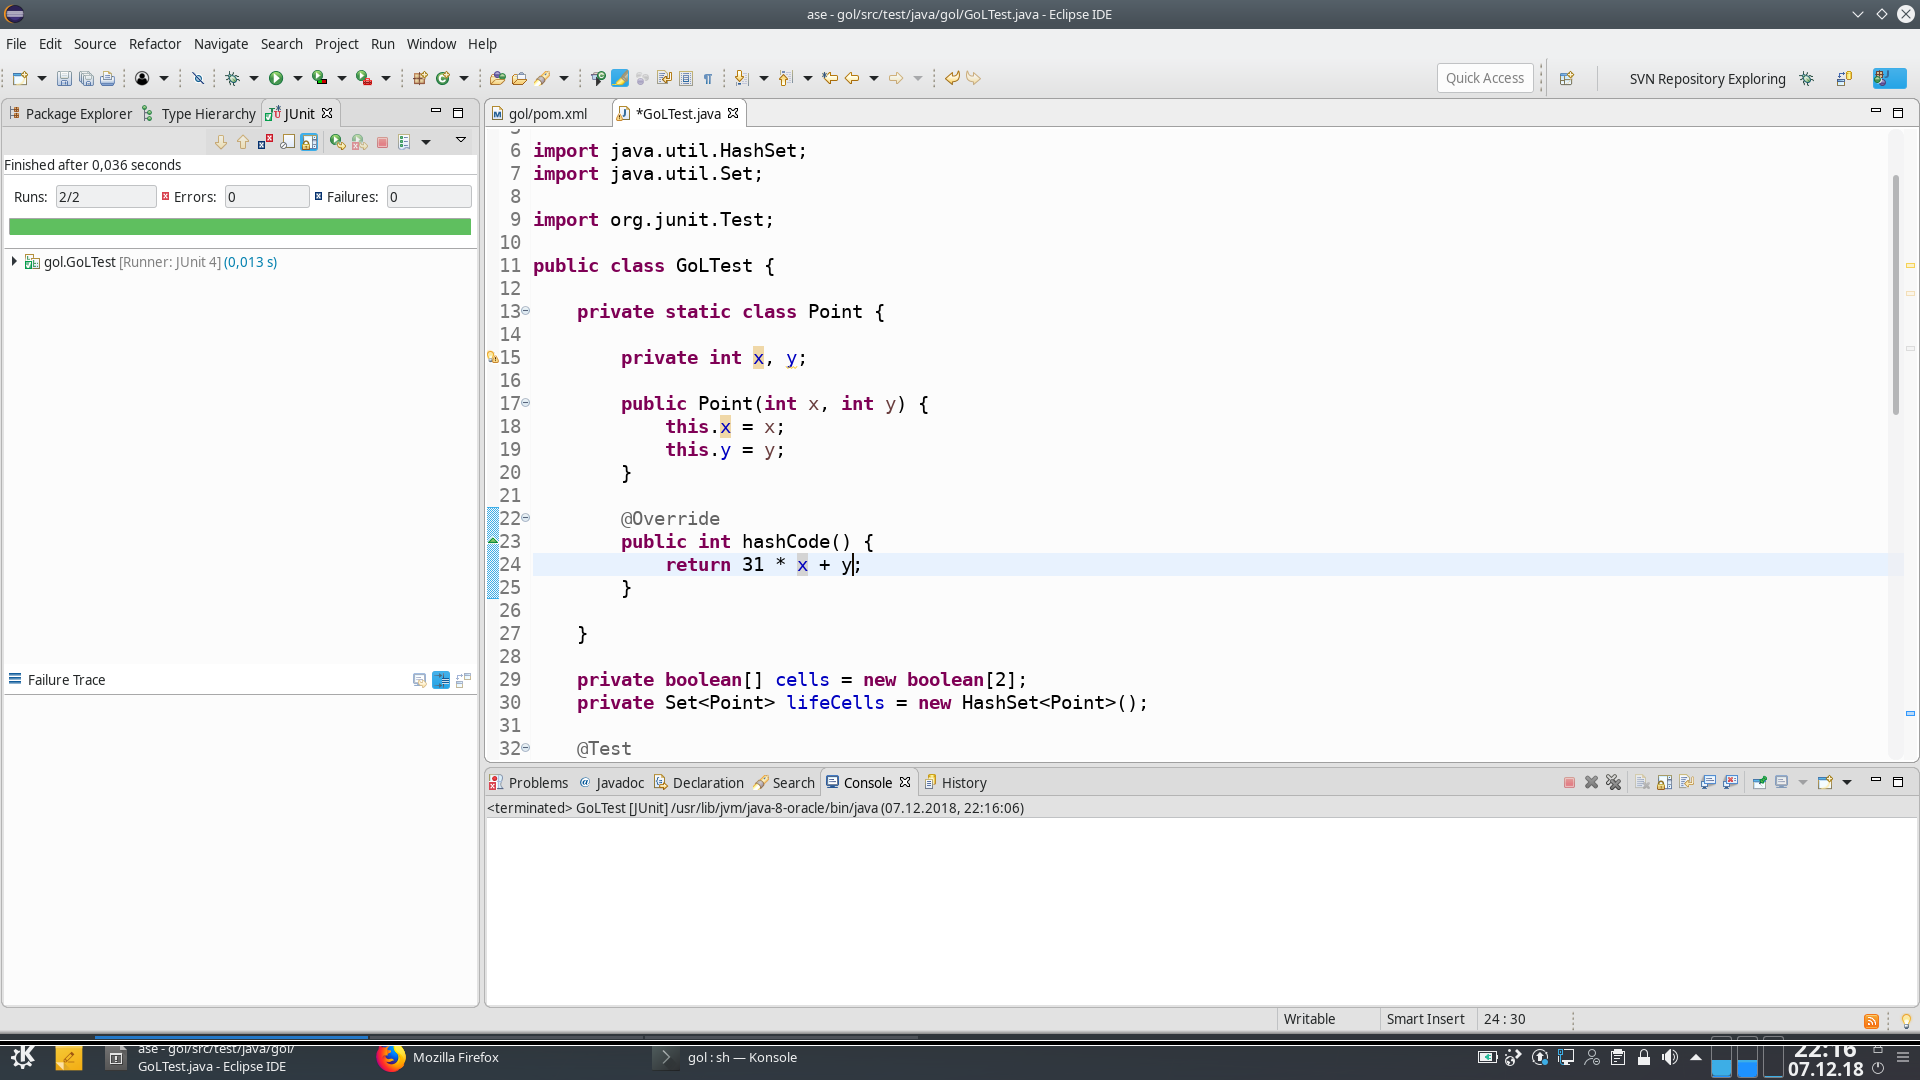 ase - gol/src/test/java/gol/GoLTest.java - Eclipse IDE
File Edit Source Refactor Navigate Search Project Run Window Help
Quick Access
SVN Repository Exploring
Package Explorer Type Hierarchy JUnit
Finished after 0,036 seconds
Runs: 2/2 Errors: 0 Failures: 0
gol.GoLTest [Runner: JUnit 4] (0,013 s)
Failure Trace
gol/pom.xml *GoLTest.java
6 import java.util.HashSet;
7 import java.util.Set;
8
9 import org.junit.Test;
10
11 public class GoLTest {
12
13 private static class Point {
14
15 private int x, y;
16
17 public Point(int x, int y) {
18 this.x = x;
19 this.y = y;
20 }
21
22 @Override
23 public int hashCode() {
24 return 31 * x + y;
25 }
26
27 }
28
29 private boolean[] cells = new boolean[2];
30 private Set<Point> lifeCells = new HashSet<Point>();
31
32 @Test
Problems Javadoc Declaration Search Console History
<terminated> GoLTest [JUnit] /usr/lib/jvm/java-8-oracle/bin/java (07.12.2018, 22:16:06)
Writable Smart Insert 24 : 30
ase - gol/src/test/java/gol/
GoLTest.java - Eclipse IDE
Mozilla Firefox
gol : sh — Konsole
22:16
07.12.18